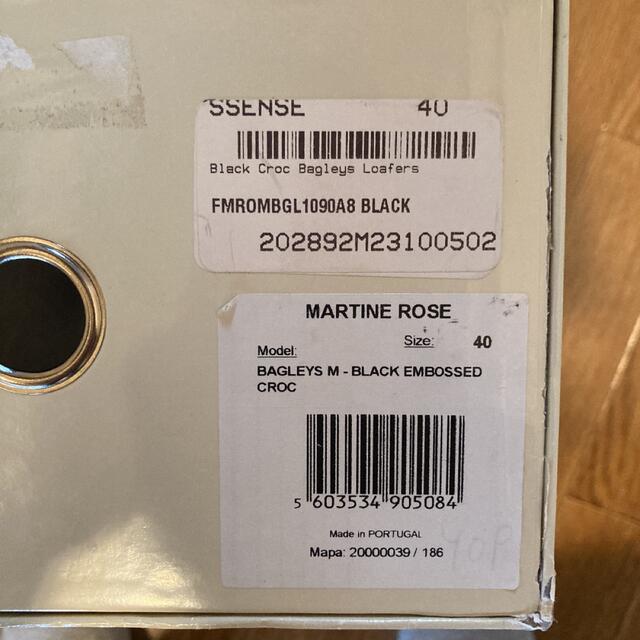 SSENSE 40
Black Croc Bagleys Loafers
FMROMBGL1090A8 BLACK
202892M23100502
MARTINE ROSE
Size: 40
Model:
BAGLEYS M - BLACK EMBOSSED
CROC
5 603534 905084
Made in PORTUGAL
Mapa: 20000039 / 186
40P